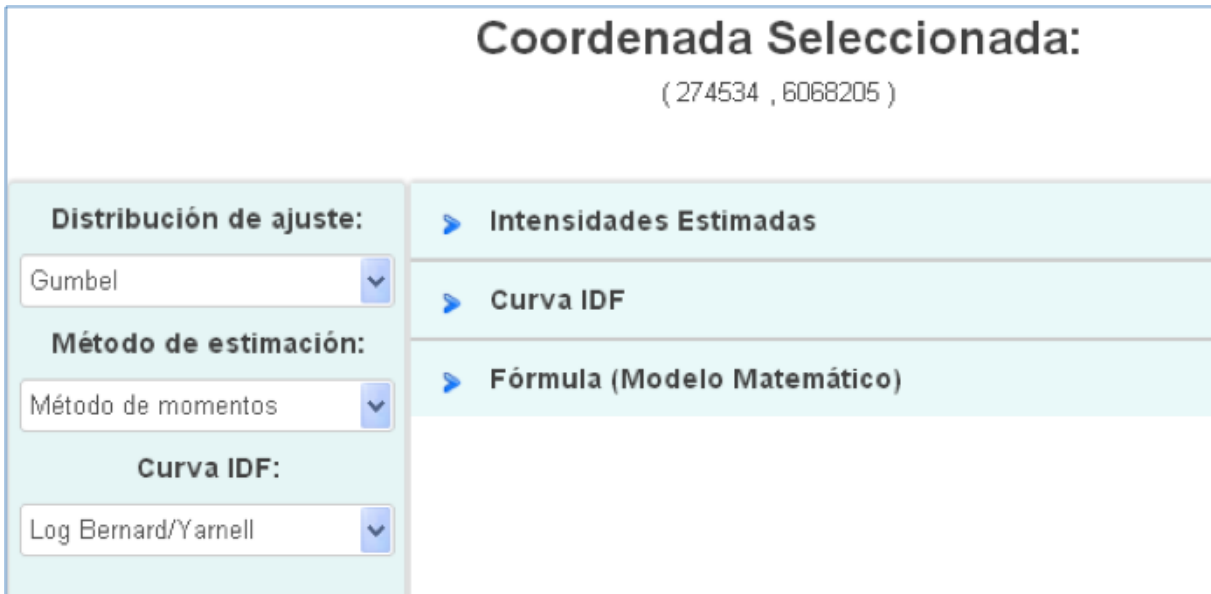 Coordenada Seleccionada:
( 274534 , 6068205 )
Distribución de ajuste:
Gumbel
Método de estimación:
Método de momentos
Curva IDF:
Log Bernard/Yarnell
Intensidades Estimadas
Curva IDF
Fórmula (Modelo Matemático)